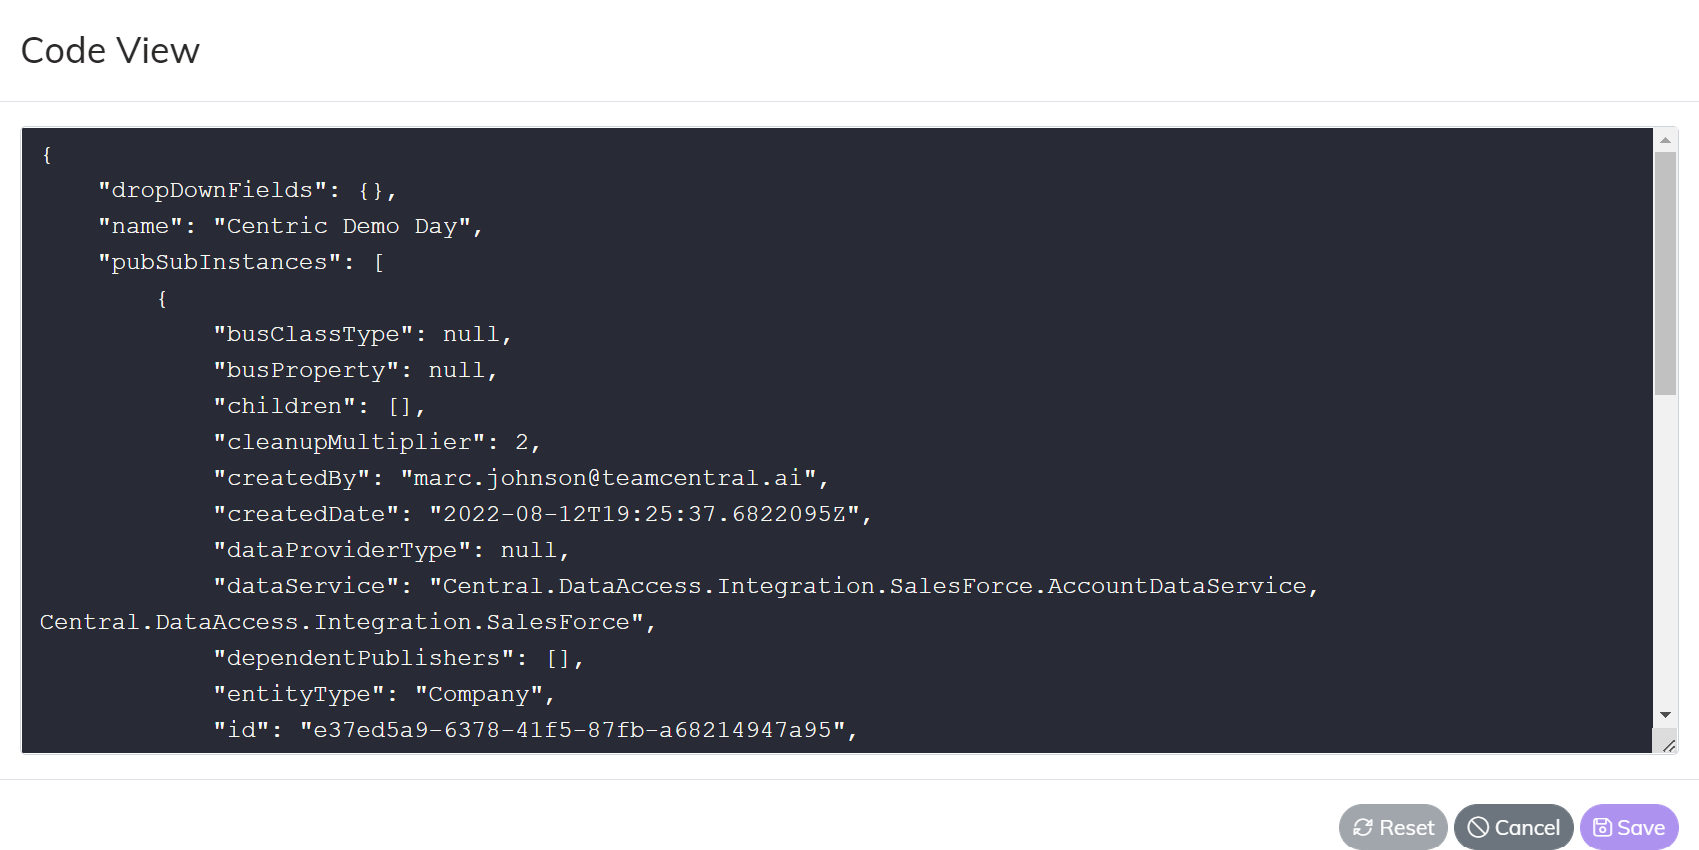 Code View
{
    "dropDownFields": {},
    "name": "Centric Demo Day",
    "pubSubInstances": [
        {
            "busClassType": null,
            "busProperty": null,
            "children": [],
            "cleanupMultiplier": 2,
            "createdBy": "marc.johnson@teamcentral.ai",
            "createdDate": "2022-08-12T19:25:37.6822095Z",
            "dataProviderType": null,
            "dataService": "Central.DataAccess.Integration.SalesForce.AccountDataService,
Central.DataAccess.Integration.SalesForce",
            "dependentPublishers": [],
            "entityType": "Company",
            "id": "e37ed5a9-6378-41f5-87fb-a68214947a95",
Reset Cancel Save